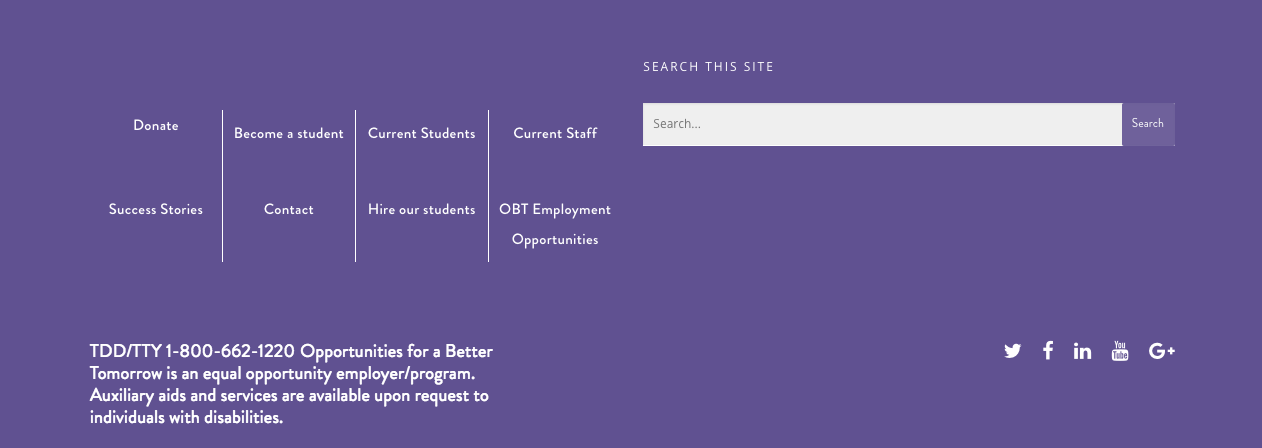 SEARCH THIS SITE
Search...
Search
Donate
Become a student
Current Students
Current Staff
Success Stories
Contact
Hire our students
OBT Employment
Opportunities
TDD/TTY 1-800-662-1220 Opportunities for a Better
Tomorrow is an equal opportunity employer/program.
Auxiliary aids and services are available upon request to
individuals with disabilities.
You
Tube
G+